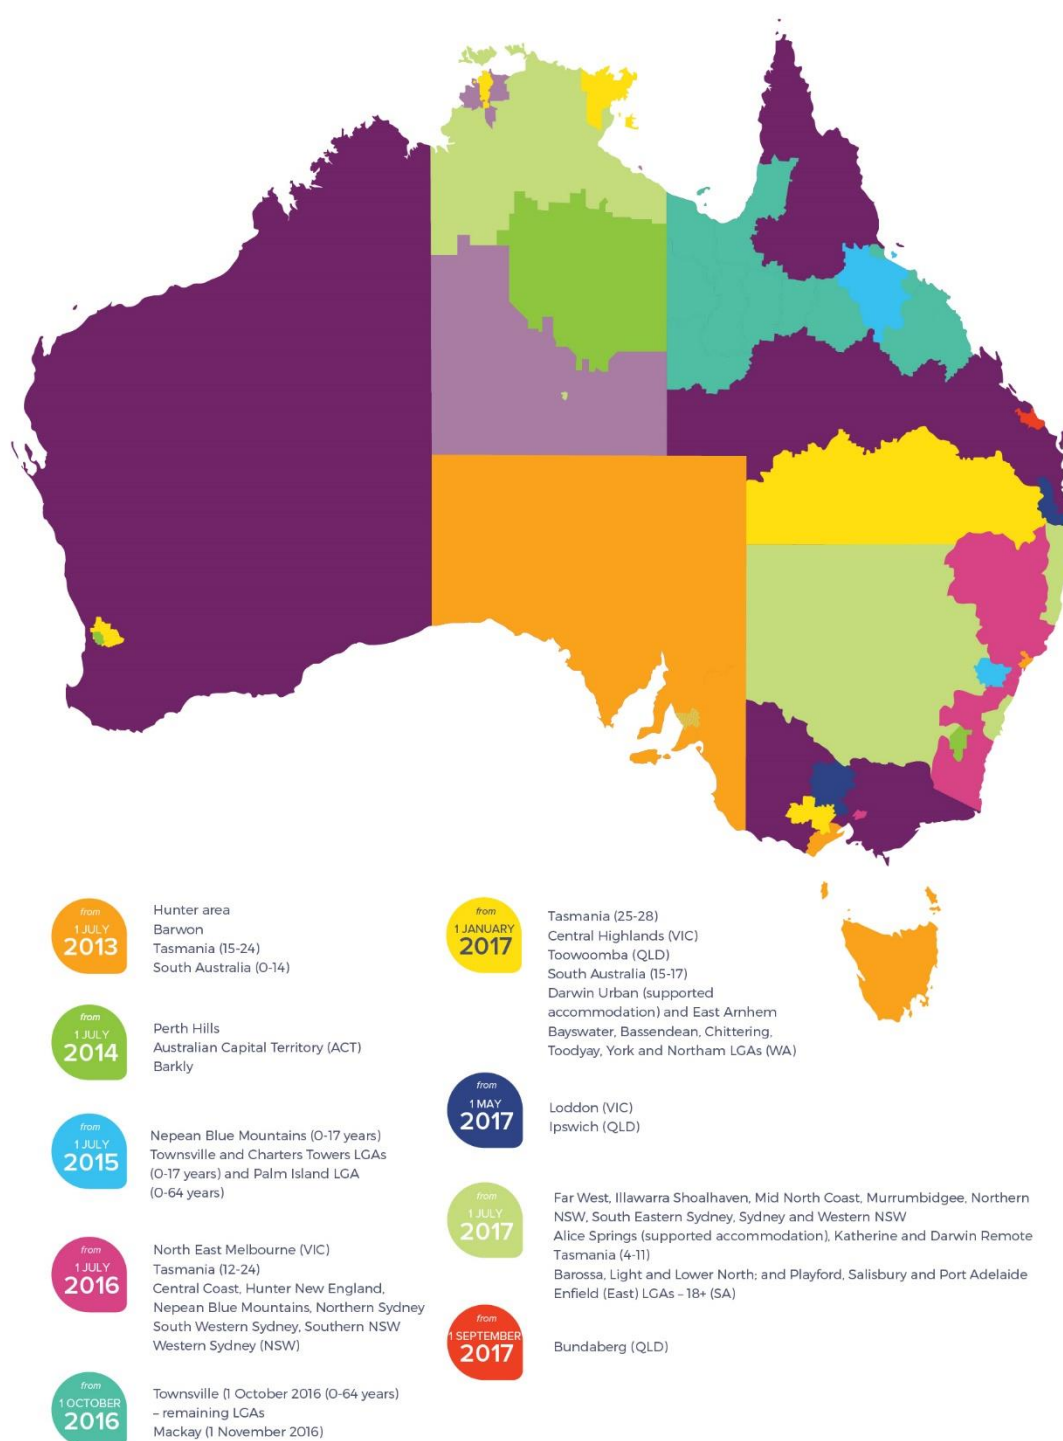 from
1 JULY
2013
Hunter area
Barwon
Tasmania (15-24)
South Australia (0-14)
from
1 JULY
2014
Perth Hills
Australian Capital Territory (ACT)
Barkly
from
1 JULY
2015
Nepean Blue Mountains (0-17 years)
Townsville and Charters Towers LGAs
(0-17 years) and Palm Island LGA
(0-64 years)
from
1 JULY
2016
North East Melbourne (VIC)
Tasmania (12-24)
Central Coast, Hunter New England,
Nepean Blue Mountains, Northern Sydney
South Western Sydney, Southern NSW
Western Sydney (NSW)
from
1 OCTOBER
2016
Townsville (1 October 2016 (0-64 years)
– remaining LGAs
Mackay (1 November 2016)
from
1 JANUARY
2017
Tasmania (25-28)
Central Highlands (VIC)
Toowoomba (QLD)
South Australia (15-17)
Darwin Urban (supported
accommodation) and East Arnhem
Bayswater, Bassendean, Chittering,
Toodyay, York and Northam LGAs (WA)
from
1 MAY
2017
Loddon (VIC)
Ipswich (QLD)
from
1 JULY
2017
Far West, Illawarra Shoalhaven, Mid North Coast, Murrumbidgee, Northern
NSW, South Eastern Sydney, Sydney and Western NSW
Alice Springs (supported accommodation), Katherine and Darwin Remote
Tasmania (4-11)
Barossa, Light and Lower North; and Playford, Salisbury and Port Adelaide
Enfield (East) LGAs – 18+ (SA)
from
1 SEPTEMBER
2017
Bundaberg (QLD)